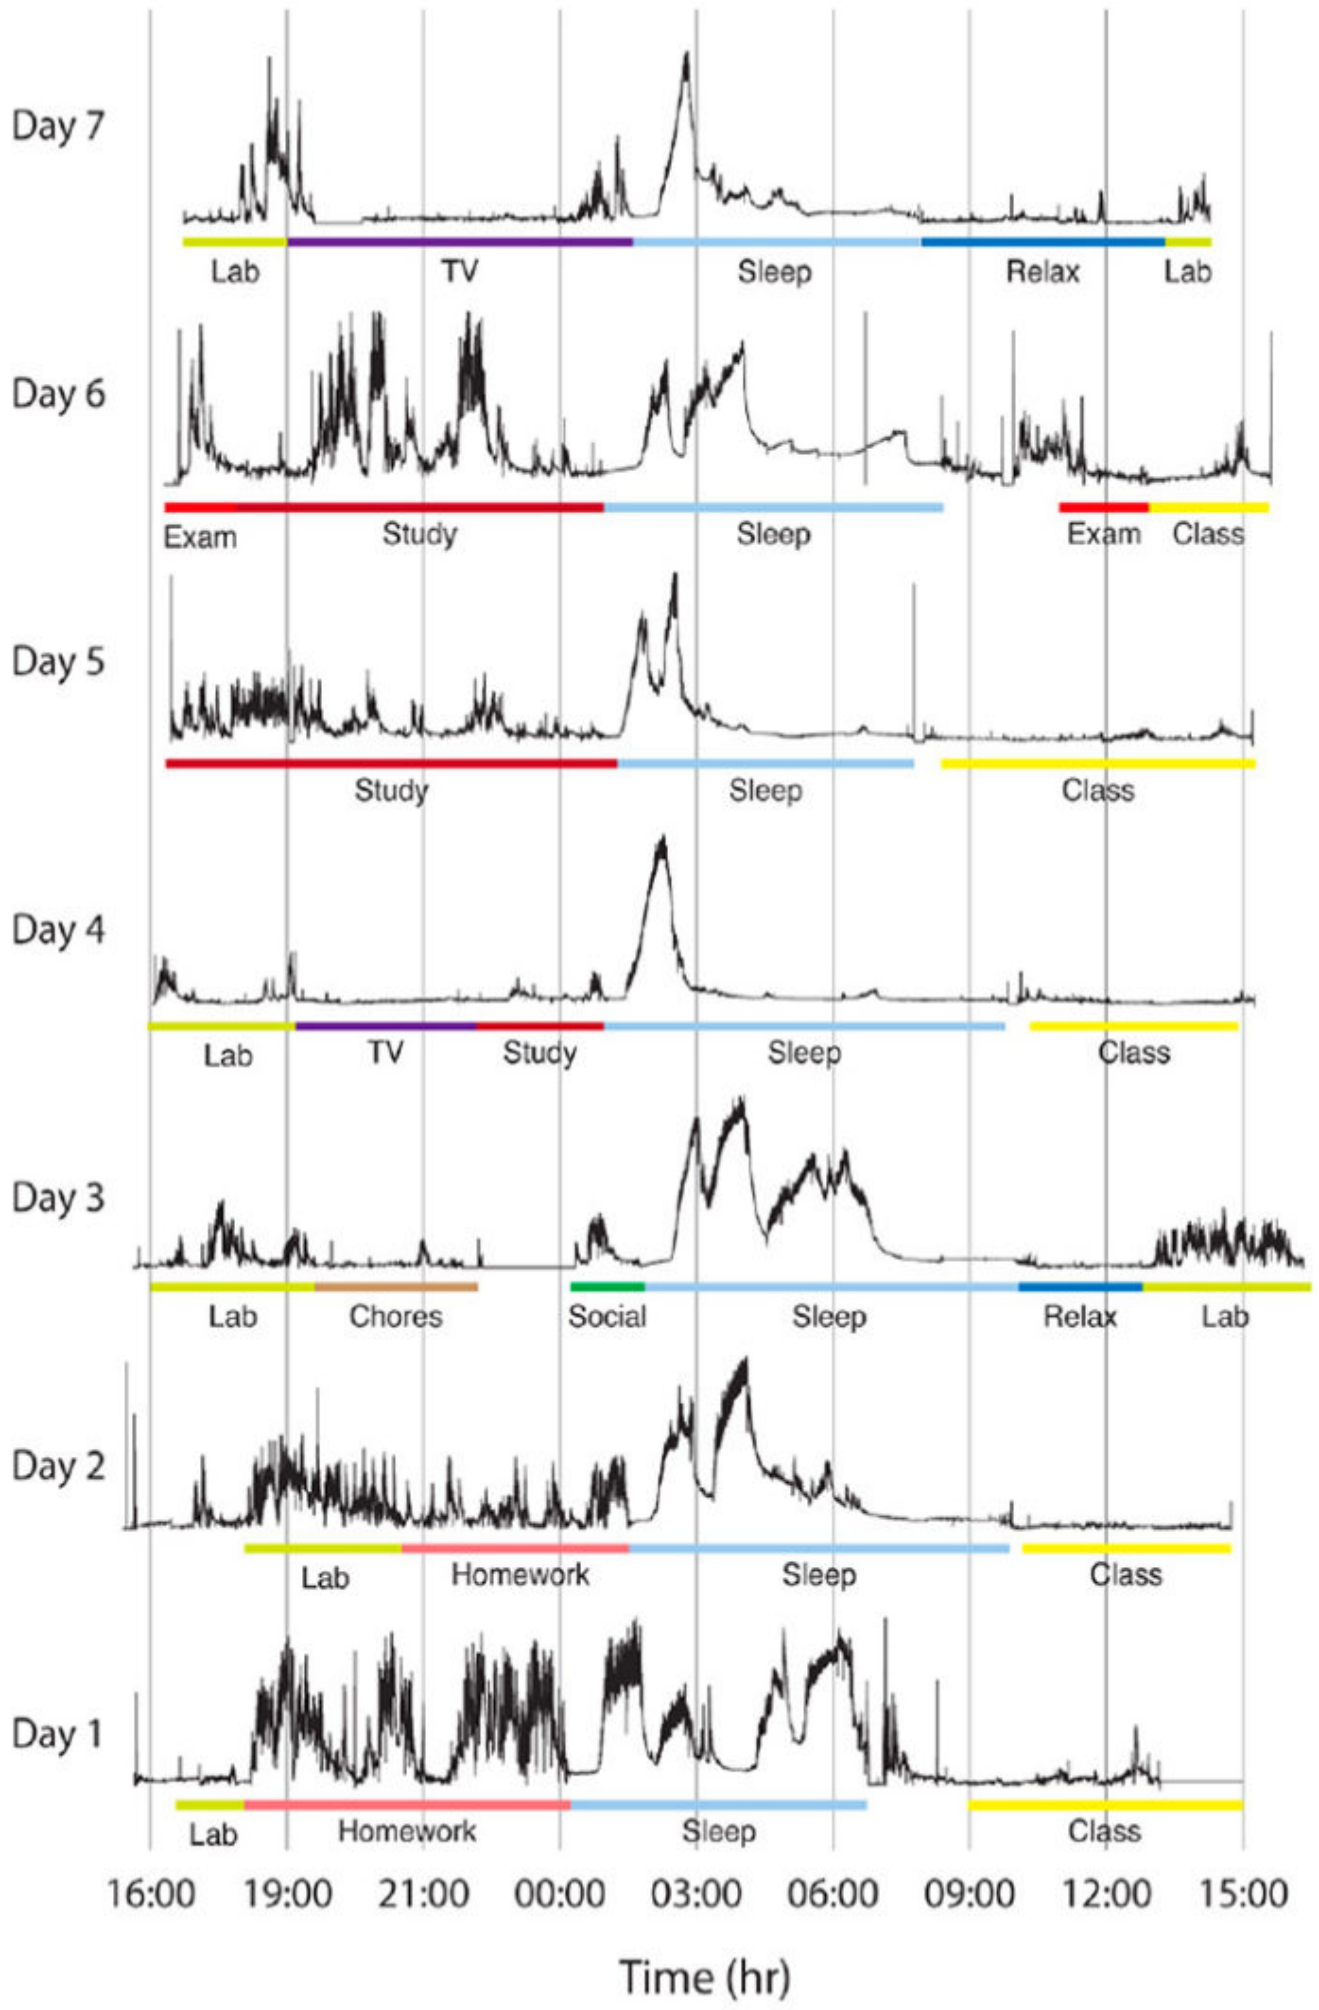 Day 7
Lab TV Sleep Relax Lab
Day 6
Exam Study Sleep Exam Class
Day 5
Study Sleep Class
Day 4
Lab TV Study Sleep Class
Day 3
Lab Chores Social Sleep Relax Lab
Day 2
Lab Homework Sleep Class
Day 1
Lab Homework Sleep Class
16:00 19:00 21:00 00:00 03:00 06:00 09:00 12:00 15:00
Time (hr)